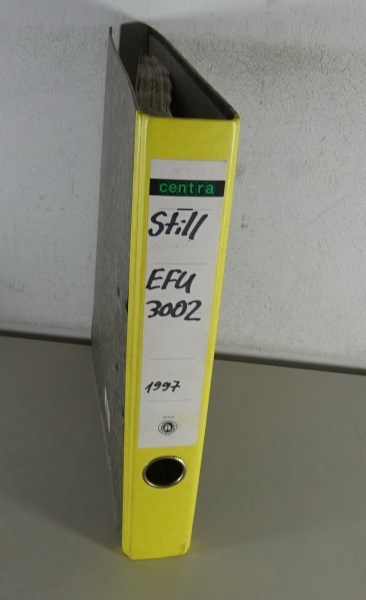 centra
Still
EFU
3002
1997